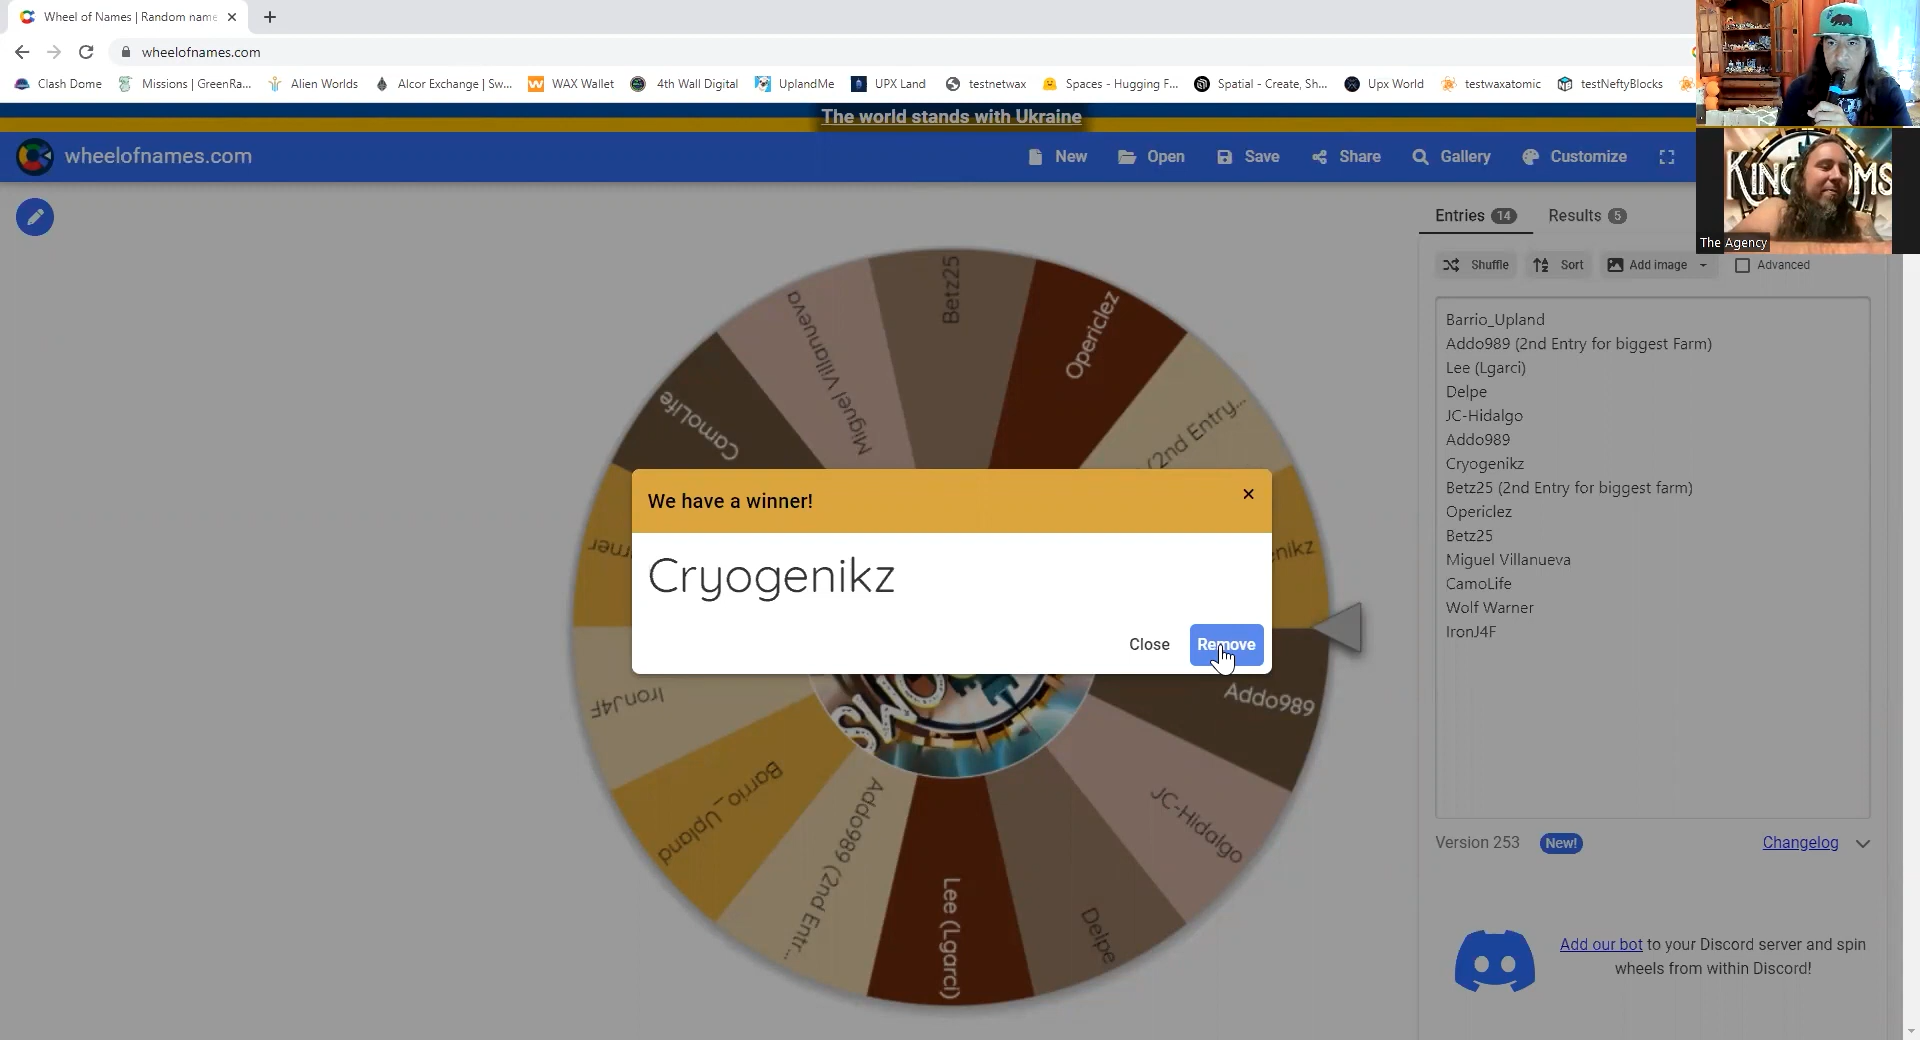 Wheel of Names | Random name
wheelofnames.com
Clash Dome
Missions | GreenRa...
Alien Worlds
Alcor Exchange | Sw...
WAX Wallet
4th Wall Digital
UplandMe
UPX Land
testnetwax
Spaces - Hugging F...
Spatial - Create, Sh...
Upx World
testwaxatomic
testNeftyBlocks
The world stands with Ukraine
wheelofnames.com
New
Open
Save
Share
Gallery
Customize
The Agency
Entries 14
Results 5
Shuffle
Sort
Add image
Advanced
Barrio_Upland
Addo989 (2nd Entry for biggest Farm)
Lee (Lgarci)
Delpe
JC-Hidalgo
Addo989
Cryogenikz
Betz25 (2nd Entry for biggest farm)
Opericlez
Betz25
Miguel Villanueva
CamoLife
Wolf Warner
IronJ4F
Betz25
Opericlez
(2nd Entry...
enikz
Addo989
JC-Hidalgo
Delpe
Lee (Lgarci)
Addo989 (2nd Entr...
Barrio_Upland
IronJ4F
rner
CamoLife
Miguel Villanueva
We have a winner!
Cryogenikz
Close
Remove
Version 253
New!
Changelog
Add our bot to your Discord server and spin
wheels from within Discord!